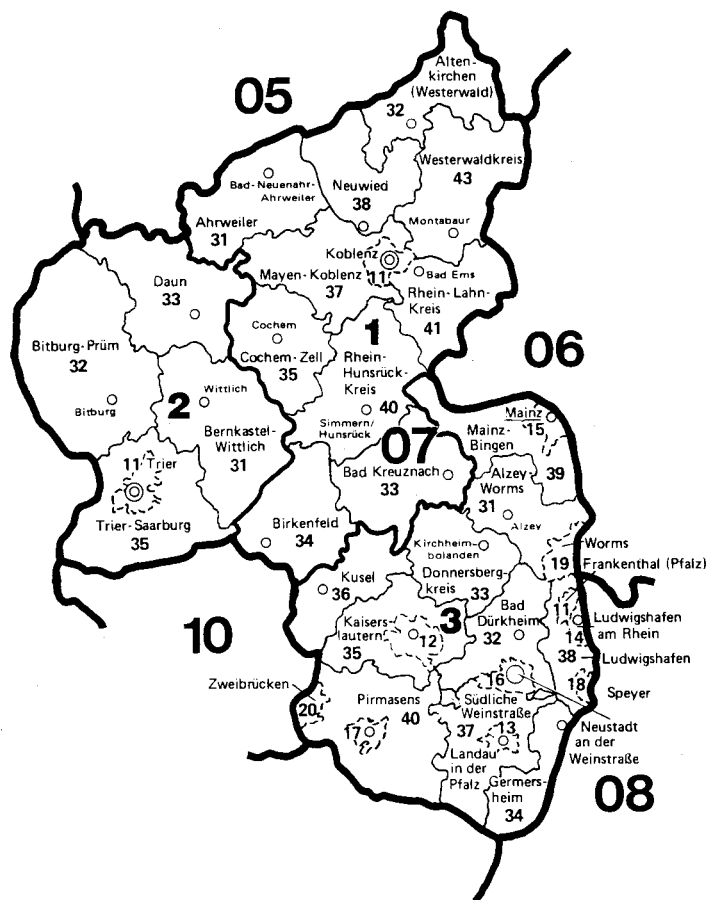 05
Alten-
kirchen
(Westerwald)
32
Westerwaldkreis
43
Bad-Neuenahr-
Ahrweiler
Neuwied
38
Ahrweiler
31
Montabaur
Koblenz
11
Bad Ems
Mayen-Koblenz
37
Daun
33
Rhein-Lahn-
Kreis
41
Cochem
Cochem-Zell
35
1
Rhein-
Hunsrück-
Kreis
40
Simmern/
Hunsrück
06
Bitburg-Prüm
32
Bitburg
2
Wittlich
Bernkastel-
Wittlich
31
07
Mainz
15
Mainz-
Bingen
39
Bad Kreuznach
33
Alzey-
Worms
31
Alzey
11 Trier
Trier-Saarburg
35
Birkenfeld
34
Kirchheim-
bolanden
Donnersberg-
kreis
33
Worms
19
Frankenthal (Pfalz)
Kusel
36
10
Kaisers-
lautern
35
12
3
Bad
Dürkheim
32
11
14
Ludwigshafen
am Rhein
38
Ludwigshafen
18
Speyer
Zweibrücken
20
Pirmasens
40
17
16
Südliche
Weinstraße
37
13
Landau
in der
Pfalz
Neustadt
an der
Weinstraße
Germers-
heim
34
08